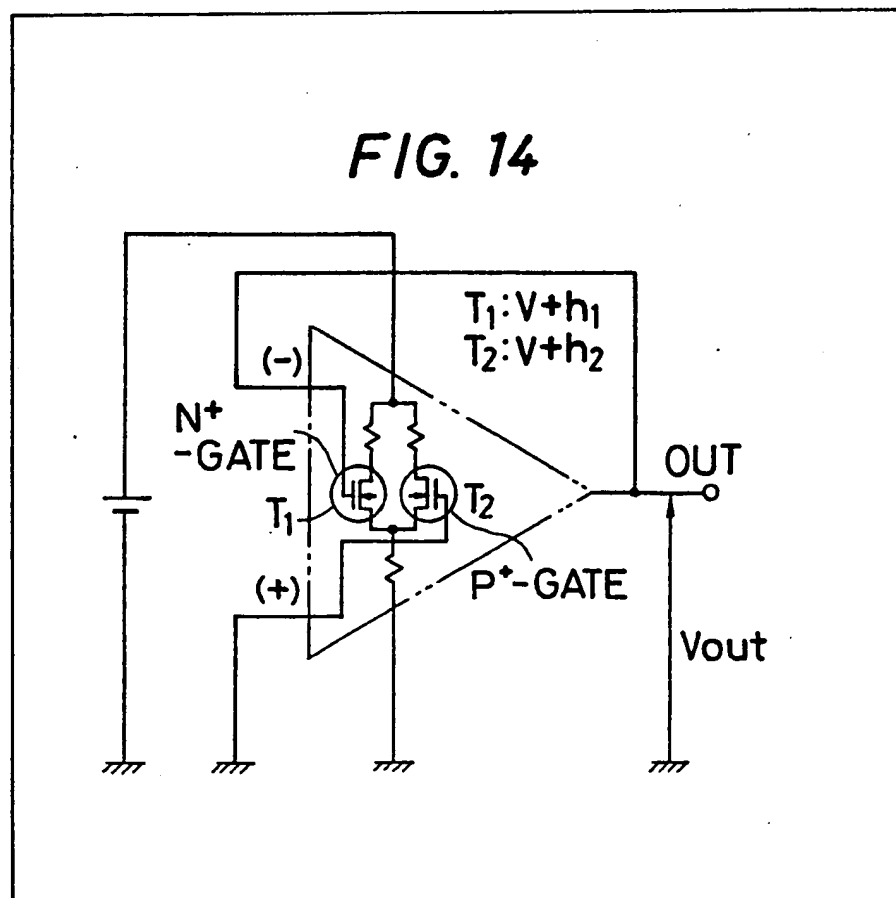 FIG. 14
T1: V+h1
T2: V+h2
(-)
N+
-GATE
OUT
T1
T2
(+)
P+-GATE
Vout